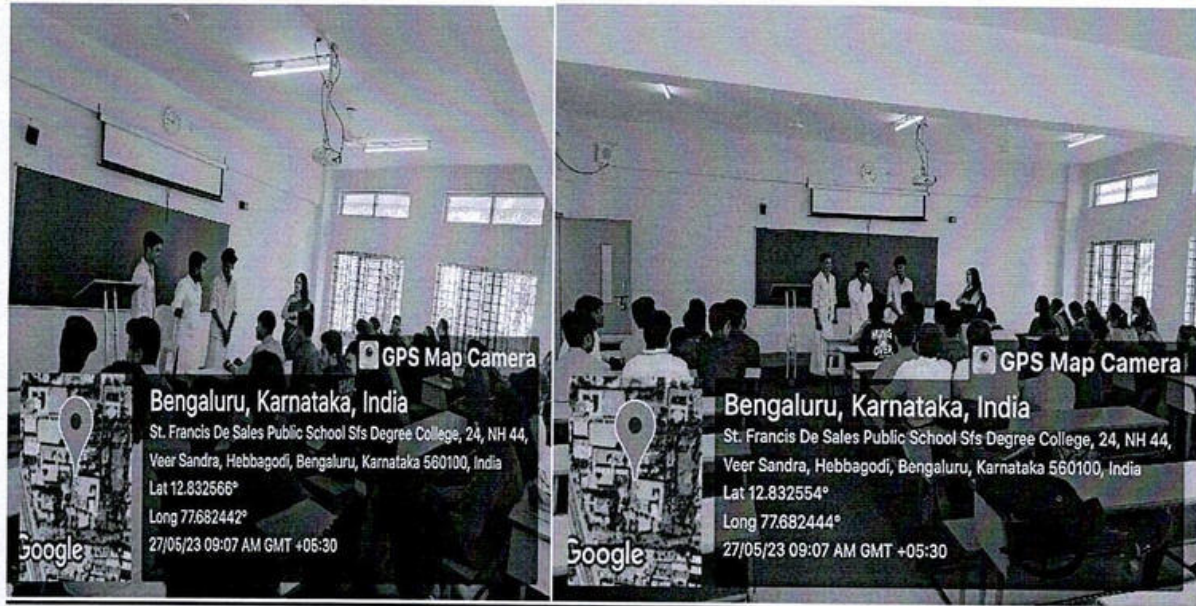 GPS Map Camera
Bengaluru, Karnataka, India
St. Francis De Sales Public School Sfs Degree College, 24, NH 44,
Veer Sandra, Hebbagodi, Bengaluru, Karnataka 560100, India
Lat 12.832566°
Long 77.682442°
27/05/23 09:07 AM GMT +05:30
Google
OVER
GPS Map Camera
Bengaluru, Karnataka, India
St. Francis De Sales Public School Sfs Degree College, 24, NH 44,
Veer Sandra, Hebbagodi, Bengaluru, Karnataka 560100, India
Lat 12.832554°
Long 77.682444°
27/05/23 09:07 AM GMT +05:30
Google